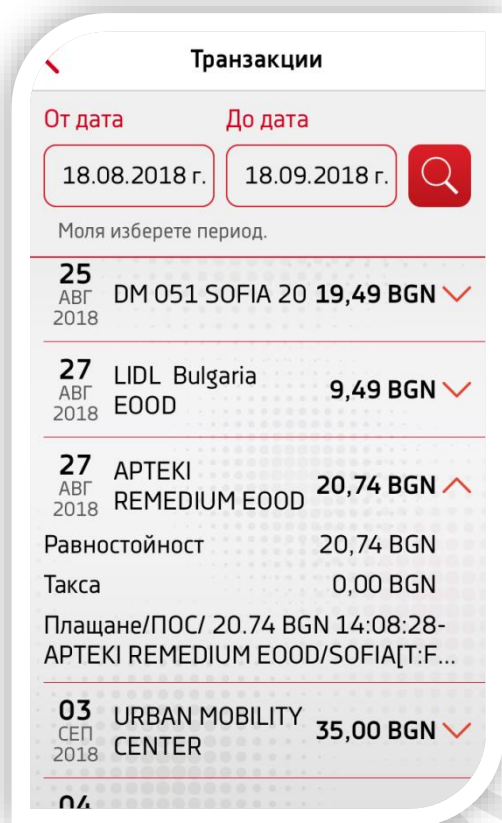 Транзакции
От дата До дата
18.08.2018 г. 18.09.2018 г.
Моля изберете период.
25
АВГ
2018
DM 051 SOFIA 20 19,49 BGN
27
АВГ
2018
LIDL Bulgaria
EOOD
9,49 BGN
27
АВГ
2018
APTEKI
REMEDIUM EOOD
20,74 BGN
Равностойност 20,74 BGN
Такса 0,00 BGN
Плащане/ПОС/ 20.74 BGN 14:08:28-
APTEKI REMEDIUM EOOD/SOFIA[T:F...
03
СЕП
2018
URBAN MOBILITY
CENTER
35,00 BGN
04